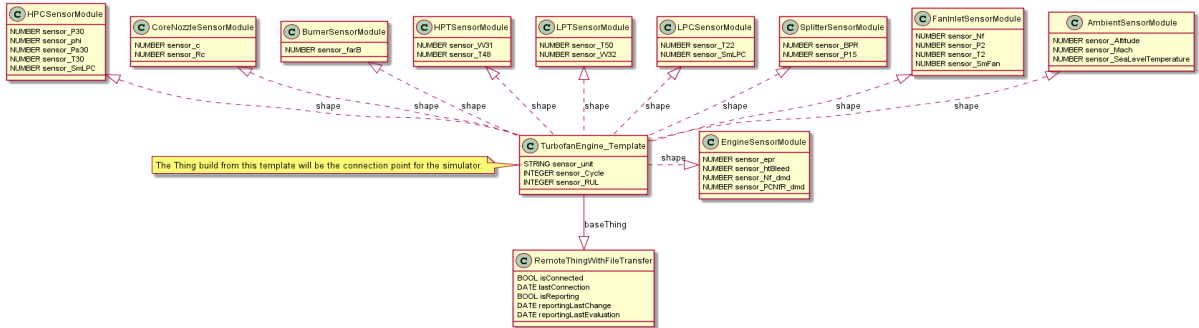 HPCSensorModule
NUMBER sensor_P30
NUMBER sensor_phi
NUMBER sensor_Ps30
NUMBER sensor_T30
NUMBER sensor_SmLPC
CoreNozzleSensorModule
NUMBER sensor_c
NUMBER sensor_Rc
BurnerSensorModule
NUMBER sensor_farB
HPTSensorModule
NUMBER sensor_W31
NUMBER sensor_T48
LPTSensorModule
NUMBER sensor_T50
NUMBER sensor_W32
LPCSensorModule
NUMBER sensor_T22
NUMBER sensor_SmLPC
SplitterSensorModule
NUMBER sensor_BPR
NUMBER sensor_P15
FanInletSensorModule
NUMBER sensor_Nf
NUMBER sensor_P2
NUMBER sensor_T2
NUMBER sensor_SmFan
AmbientSensorModule
NUMBER sensor_Altitude
NUMBER sensor_Mach
NUMBER sensor_SeaLevelTemperature
shape
shape
shape
shape
shape
shape
shape
shape
shape
The Thing build from this template will be the connection point for the simulator.
TurbofanEngine_Template
STRING sensor_unit
INTEGER sensor_Cycle
INTEGER sensor_RUL
shape
EngineSensorModule
NUMBER sensor_epr
NUMBER sensor_htBleed
NUMBER sensor_Nf_dmd
NUMBER sensor_PCNfR_dmd
baseThing
RemoteThingWithFileTransfer
BOOL isConnected
DATE lastConnection
BOOL isReporting
DATE reportingLastChange
DATE reportingLastEvaluation